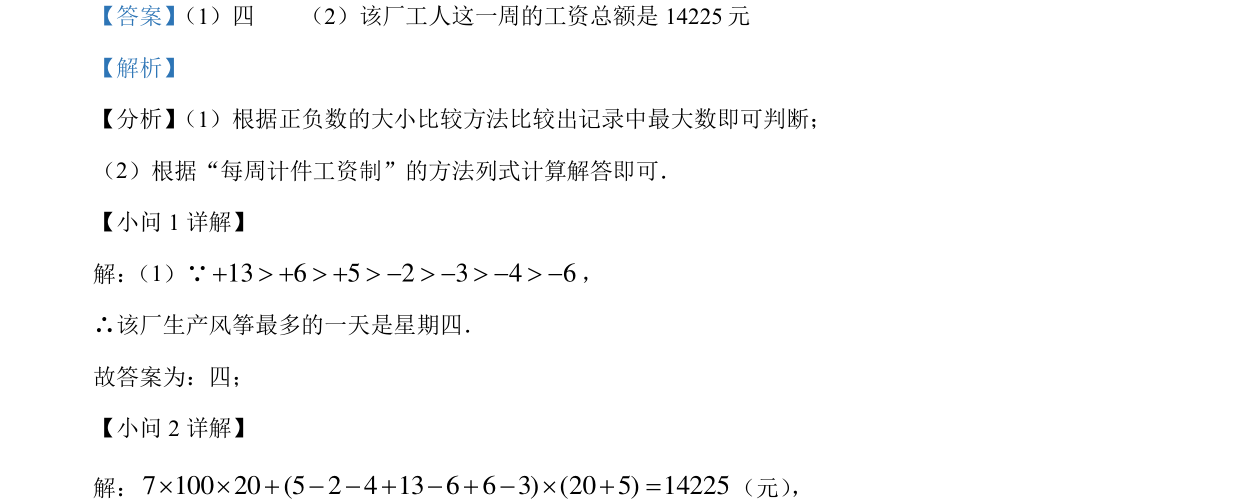 【答案】（1）四 （2）该厂工人这一周的工资总额是 14225 元
【解析】
【分析】（1）根据正负数的大小比较方法比较出记录中最大数即可判断；
（2）根据“每周计件工资制”的方法列式计算解答即可．
【小问 1 详解】
解：（1）∵ +13 > +6 > +5 > −2 > −3 > −4 > −6，
∴该厂生产风筝最多的一天是星期四．
故答案为：四；
【小问 2 详解】
解：7×100×20+(5−2−4+13−6+6−3)×(20+5) =14225（元），